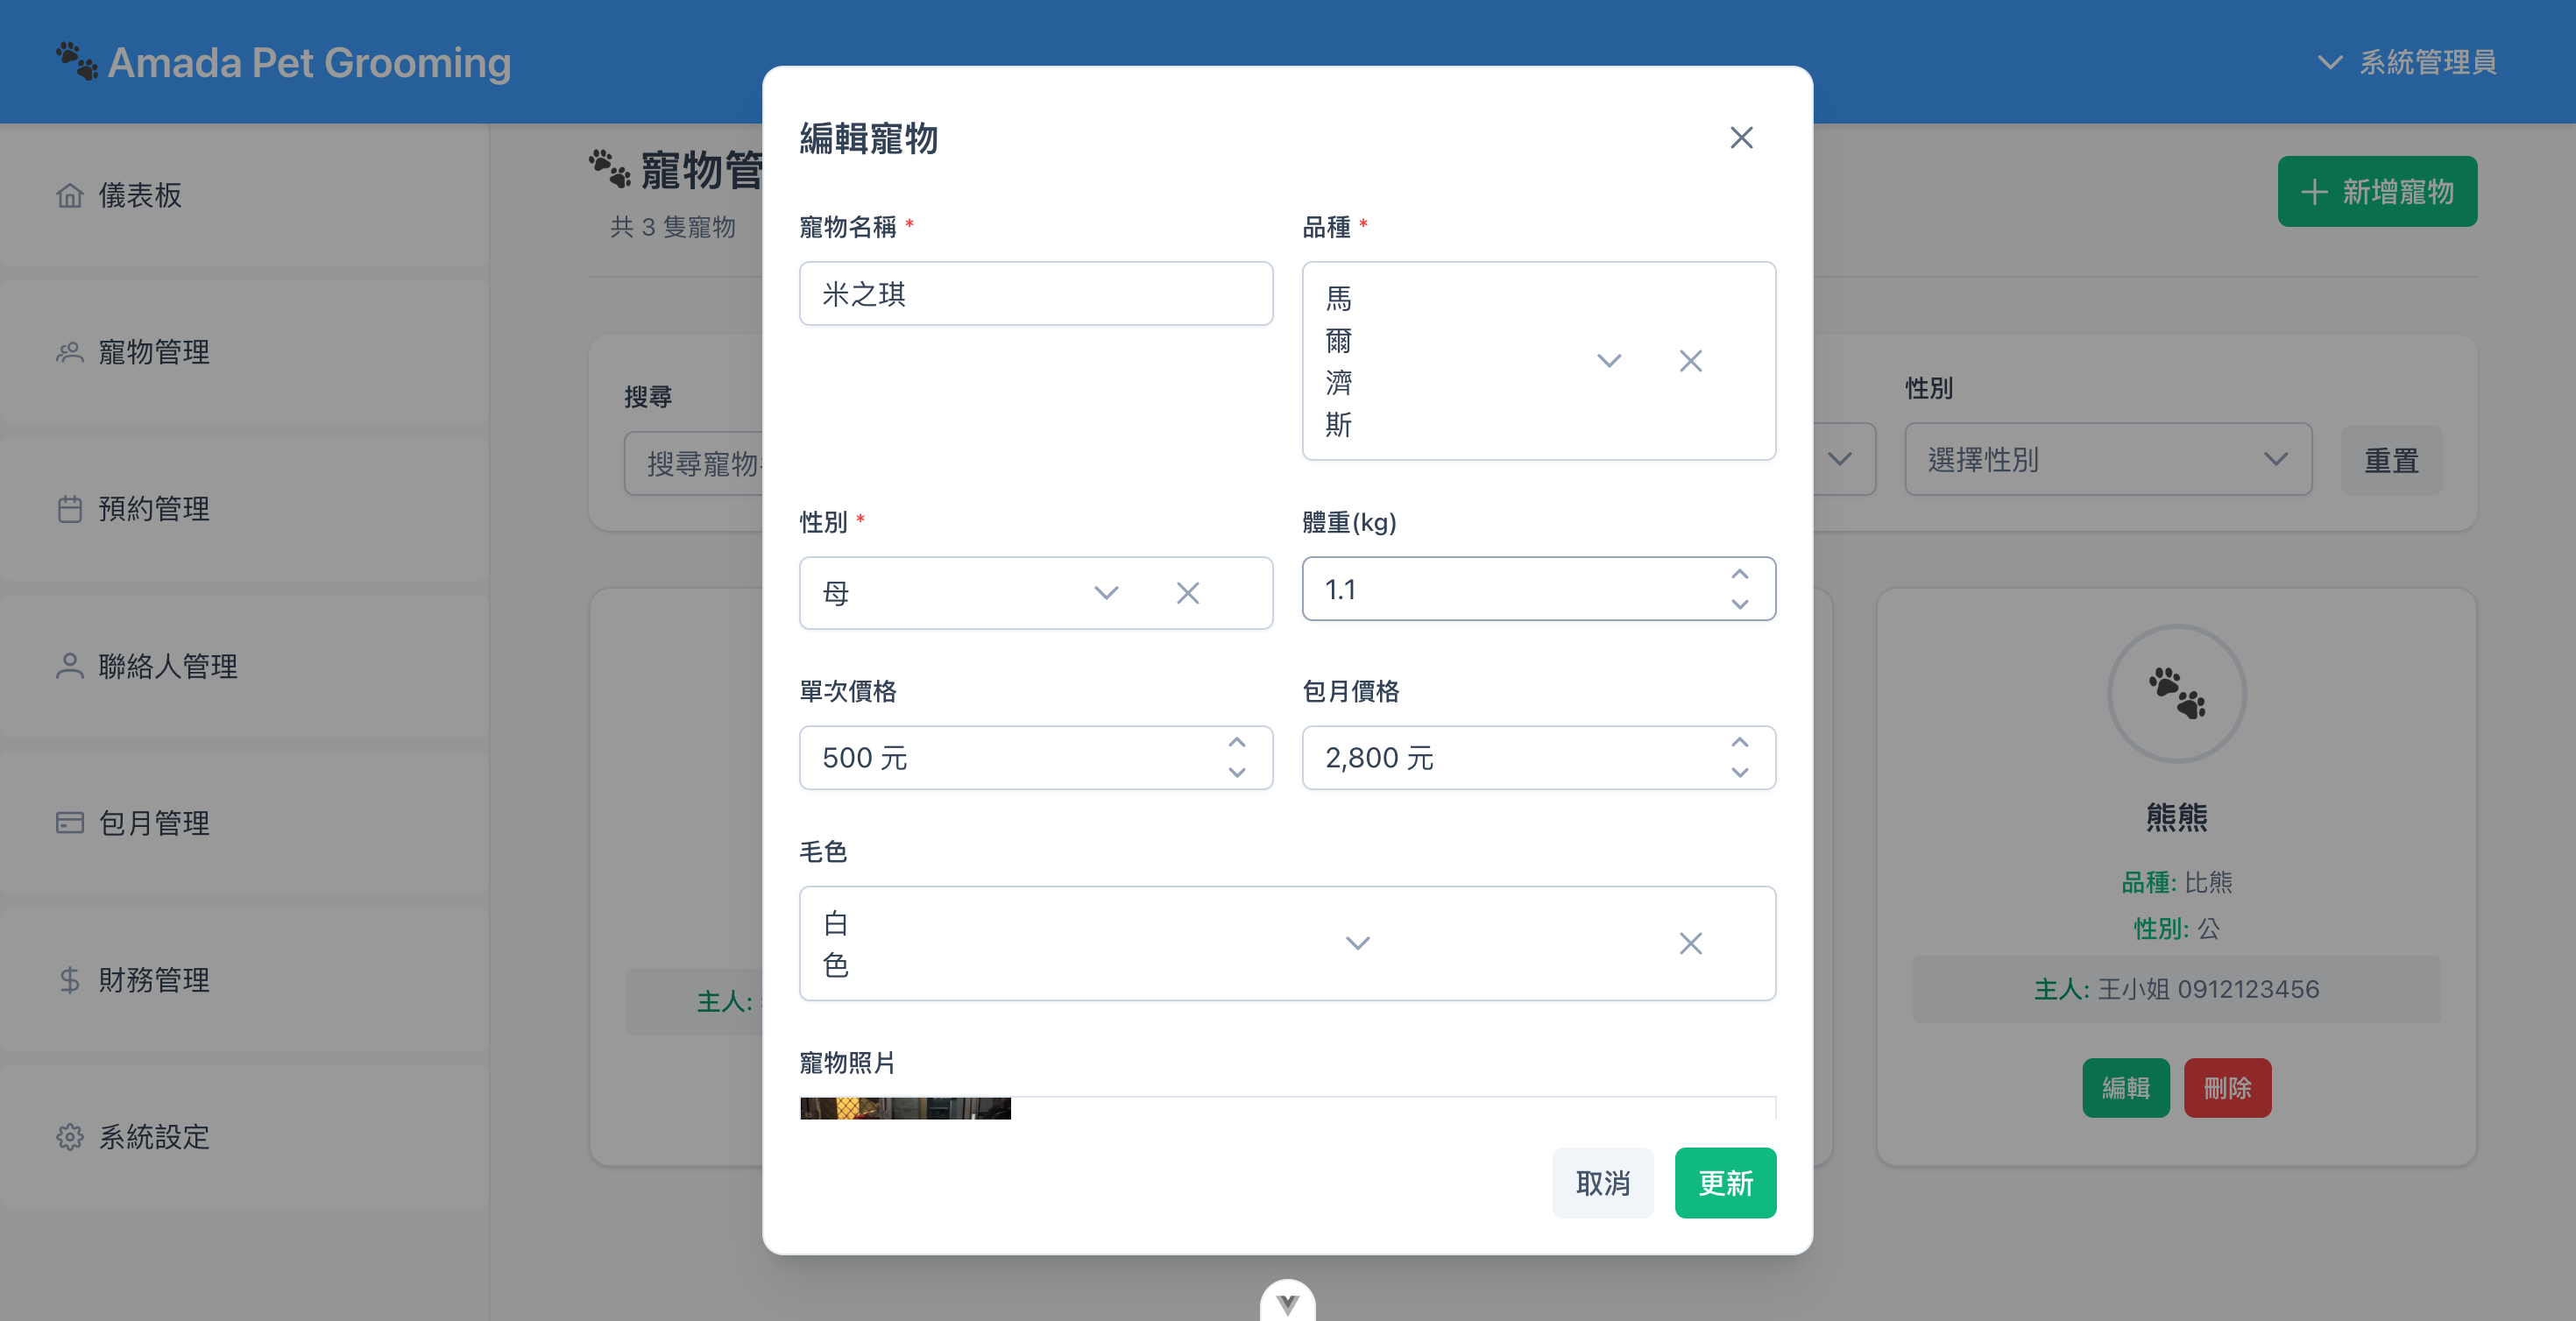 Amada Pet Grooming
系統管理員
儀表板
寵物管理
預約管理
聯絡人管理
包月管理
財務管理
系統設定
寵物管
共 3 隻寵物
新增寵物
搜尋
搜尋寵物
性別
選擇性別
重置
主人:
熊熊
品種: 比熊
性別: 公
主人: 王小姐 0912123456
編輯
刪除
編輯寵物
寵物名稱 *
米之琪
品種 *
馬
爾
濟
斯
性別 *
母
體重(kg)
1.1
單次價格
500 元
包月價格
2,800 元
毛色
白
色
寵物照片
取消
更新